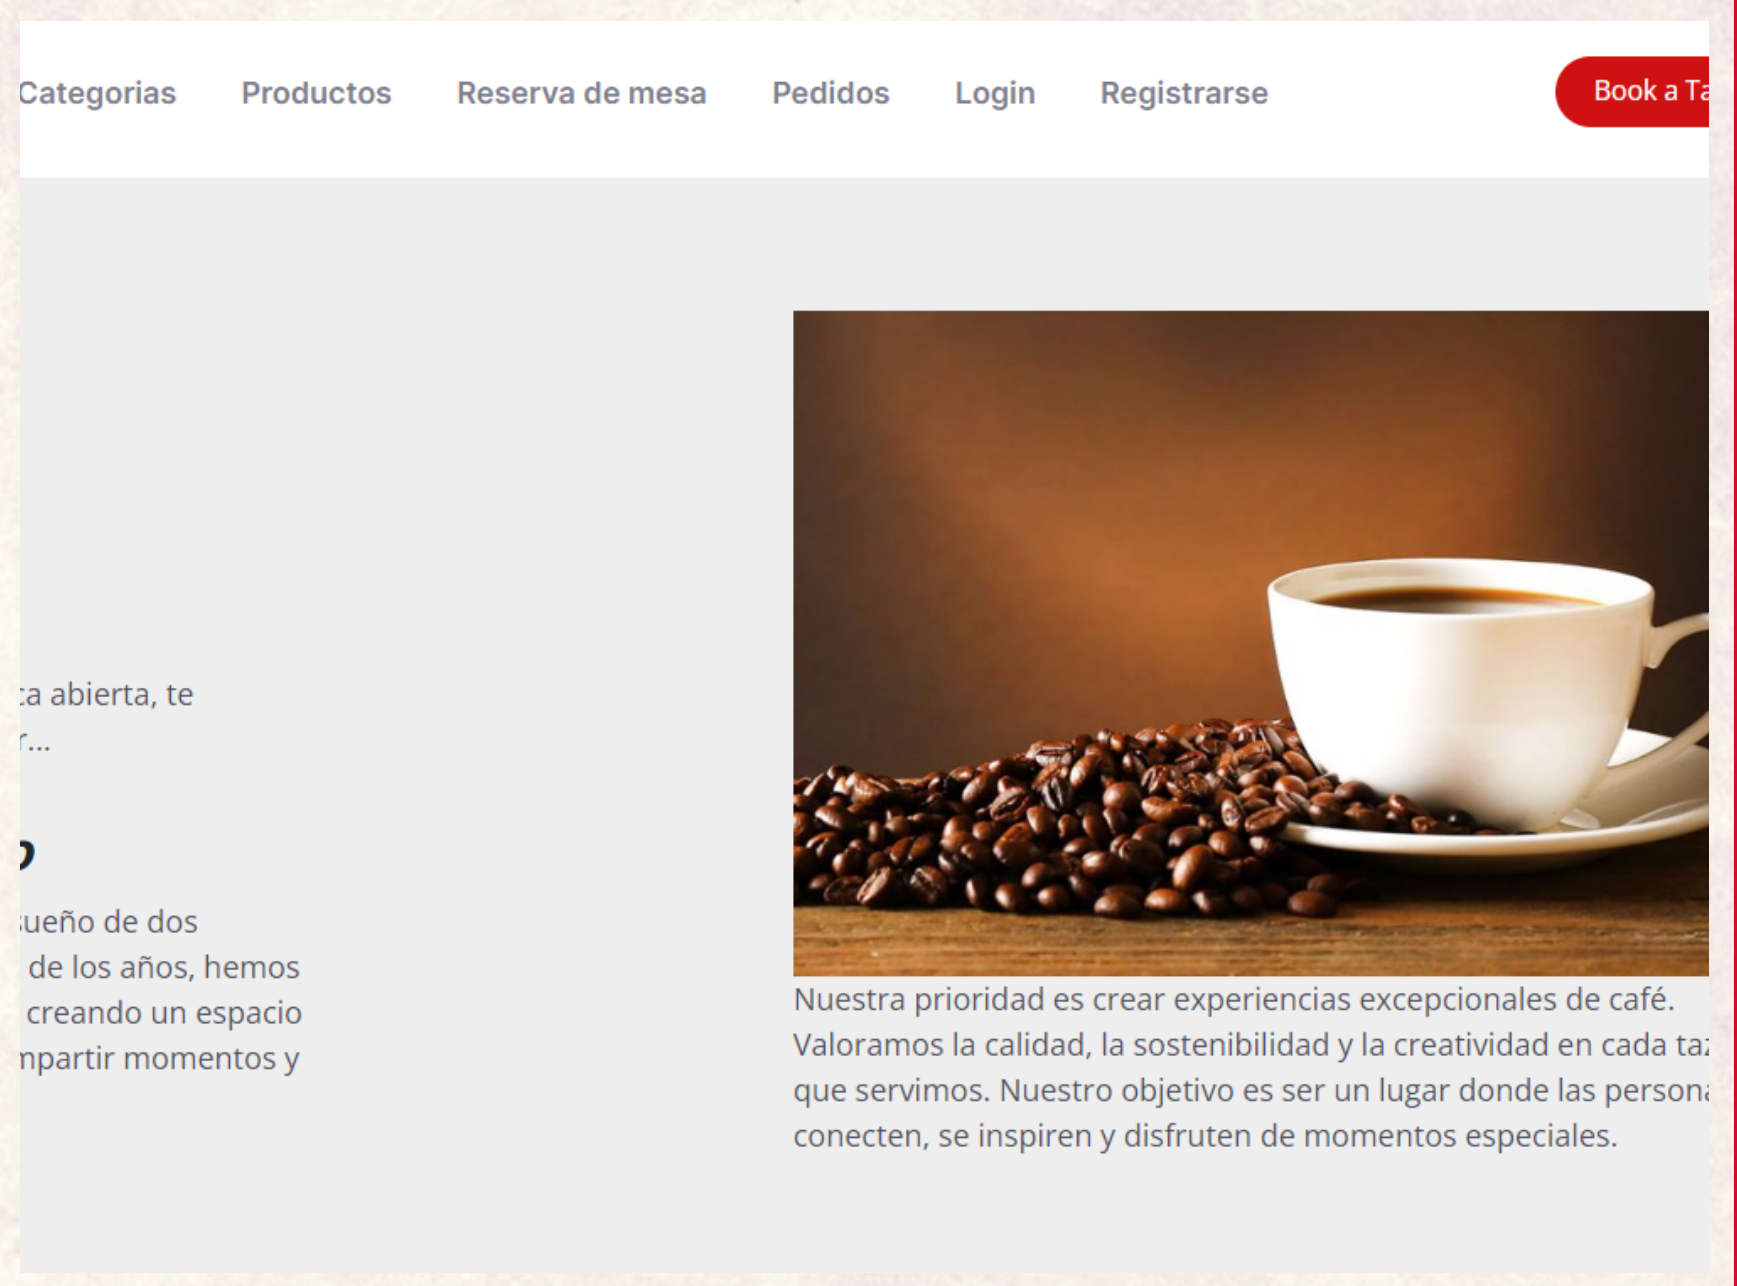 Categorias Productos Reserva de mesa Pedidos Login Registrarse Book a
abierta, te
de dos
de los años, hemos
creando un espacio
momentos y
Nuestra prioridad es crear experiencias excepcionales de café.
Valoramos la calidad, la sostenibilidad y la creatividad en cada
que servimos. Nuestro objetivo es ser un lugar donde las
conecten, se inspiren y disfruten de momentos especiales.